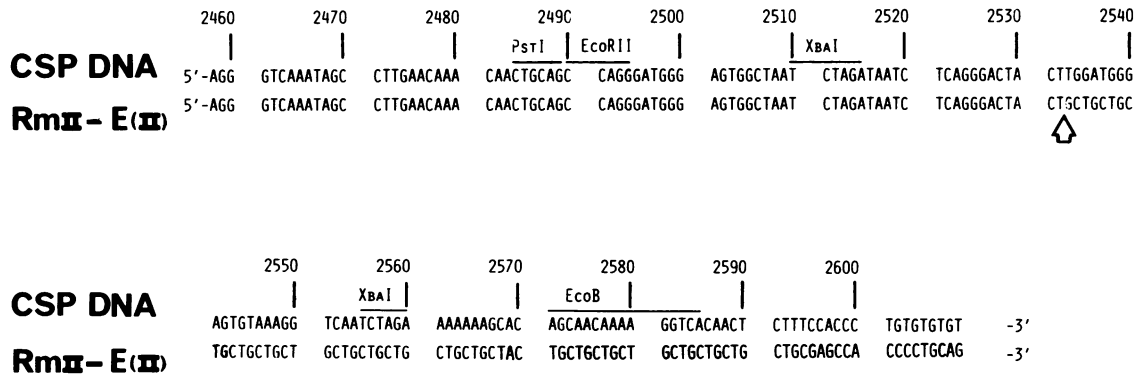 2460 2470 2480 2490 2500 2510 2520 2530 2540
PstI EcoRII XbaI
CSP DNA 5'-AGG GTCAAATAGC CTTGAACAAA CAACTGCAGC CAGGGATGGG AGTGGCTAAT CTAGATAATC TCAGGGACTA CTTGGATGGG
RmII-E(II) 5'-AGG GTCAAATAGC CTTGAACAAA CAACTGCAGC CAGGGATGGG AGTGGCTAAT CTAGATAATC TCAGGGACTA CTGCTGCTGC
2550 2560 2570 2580 2590 2600
XbaI EcoB
CSP DNA AGTGTAAAGG TCAATCTAGA AAAAAAGCAC AGCAACAAAA GGTCACAACT CTTTCCACCC TGTGTGTGT -3'
RmII-E(II) TGCTGCTGCT GCTGCTGCTG CTGCTGCTAC TGCTGCTGCT GCTGCTGCTG CTGCGAGCCA CCCCTGCAG -3'